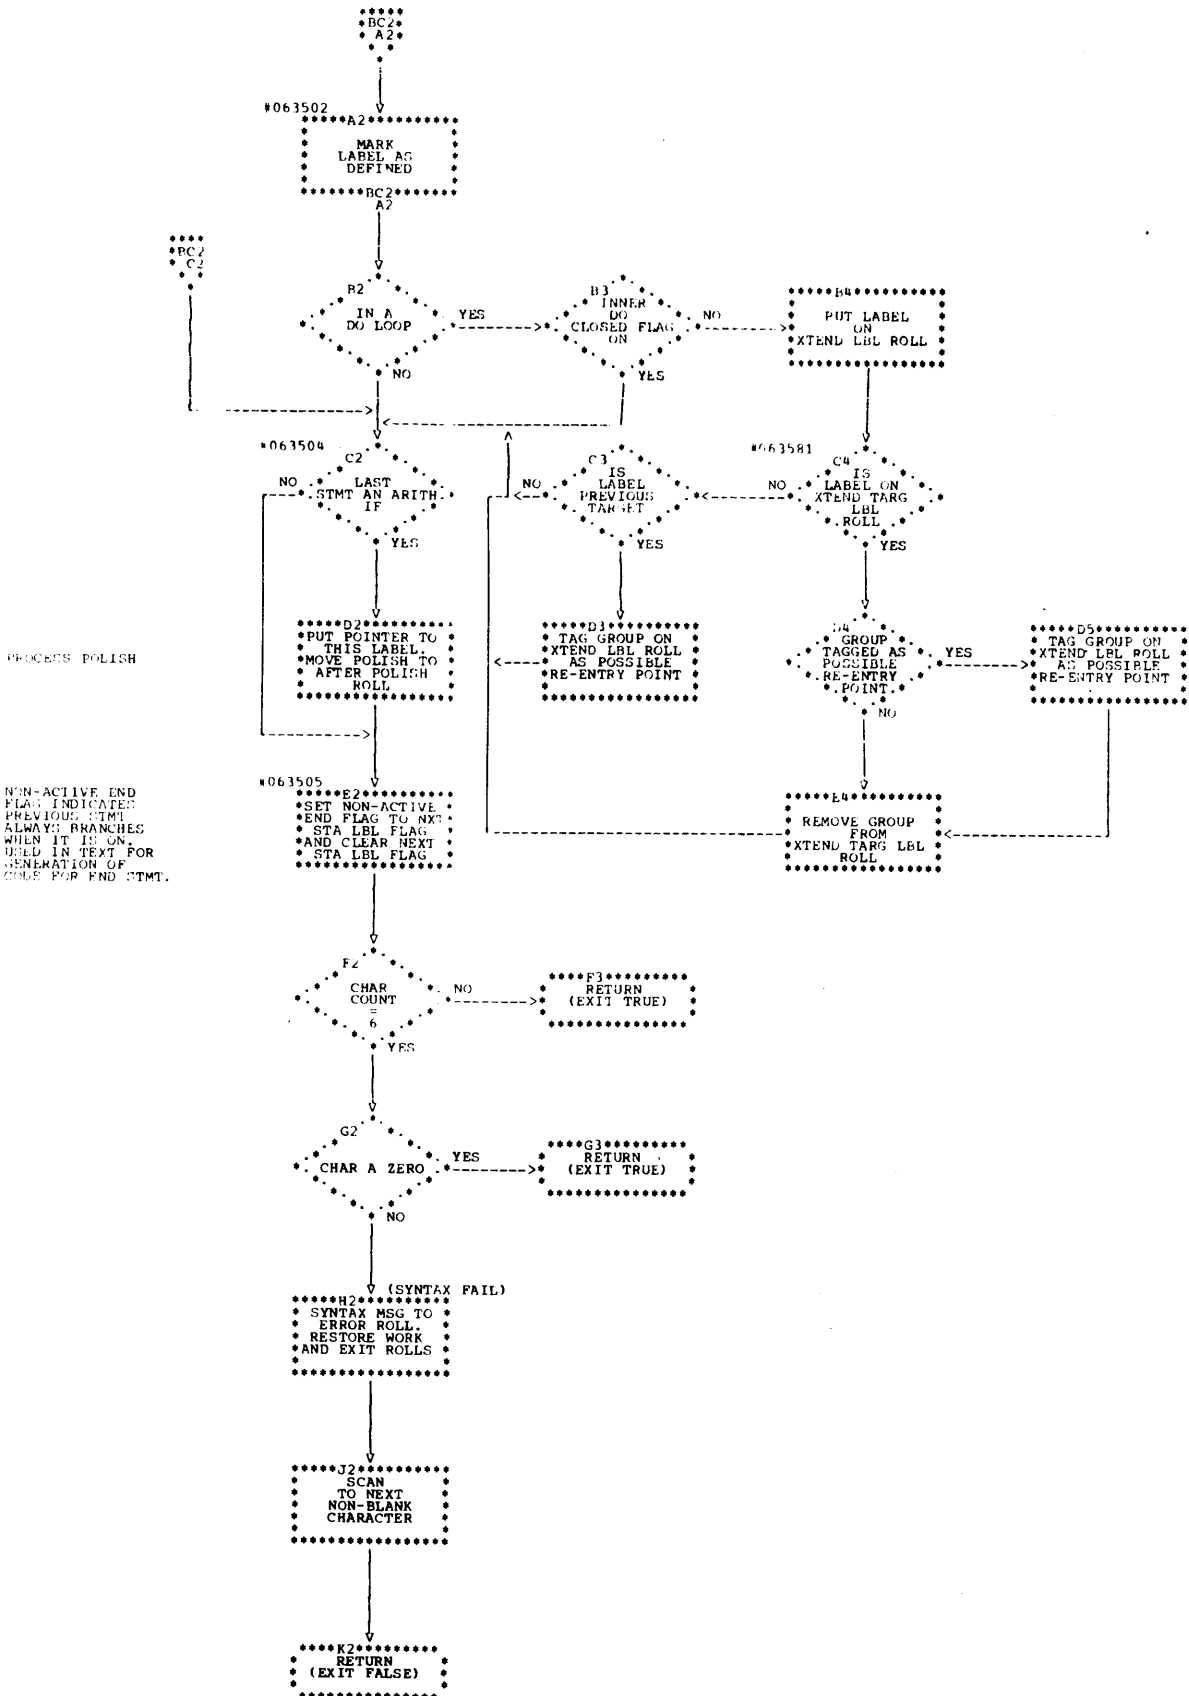 BC2
A2
#063502
A2
MARK
LABEL AS
DEFINED
BC2
A2
BC2
C2
B2
IN A
DO LOOP
YES
NO
B3
INNER
DO
CLOSED FLAG
ON
NO
YES
B4
PUT LABEL
ON
XTEND LBL ROLL
#063504
C2
LAST
STMT AN ARITH
IF
NO
YES
C3
IS
LABEL
PREVIOUS
TARGET
NO
YES
#063581
C4
IS
LABEL ON
XTEND TARG
LBL
ROLL
NO
YES
PROCESS POLISH
D2
PUT POINTER TO
THIS LABEL.
MOVE POLISH TO
AFTER POLISH
ROLL
D3
TAG GROUP ON
XTEND LBL ROLL
AS POSSIBLE
RE-ENTRY POINT
D4
GROUP
TAGGED AS
POSSIBLE
RE-ENTRY
POINT.
YES
NO
D5
TAG GROUP ON
XTEND LBL ROLL
AS POSSIBLE
RE-ENTRY POINT
NON-ACTIVE END
FLAG INDICATES
PREVIOUS STMT
ALWAYS BRANCHES
WHEN IT IS ON.
USED IN TEXT FOR
GENERATION OF
CODE FOR END STMT.
#063505
E2
SET NON-ACTIVE
END FLAG TO NXT
STA LBL FLAG
AND CLEAR NEXT
STA LBL FLAG
E4
REMOVE GROUP
FROM
XTEND TARG LBL
ROLL
F2
CHAR
COUNT
=
6
NO
YES
F3
RETURN
(EXIT TRUE)
G2
CHAR A ZERO
YES
NO
G3
RETURN
(EXIT TRUE)
(SYNTAX FAIL)
H2
SYNTAX MSG TO
ERROR ROLL.
RESTORE WORK
AND EXIT ROLLS
J2
SCAN
TO NEXT
NON-BLANK
CHARACTER
K2
RETURN
(EXIT FALSE)